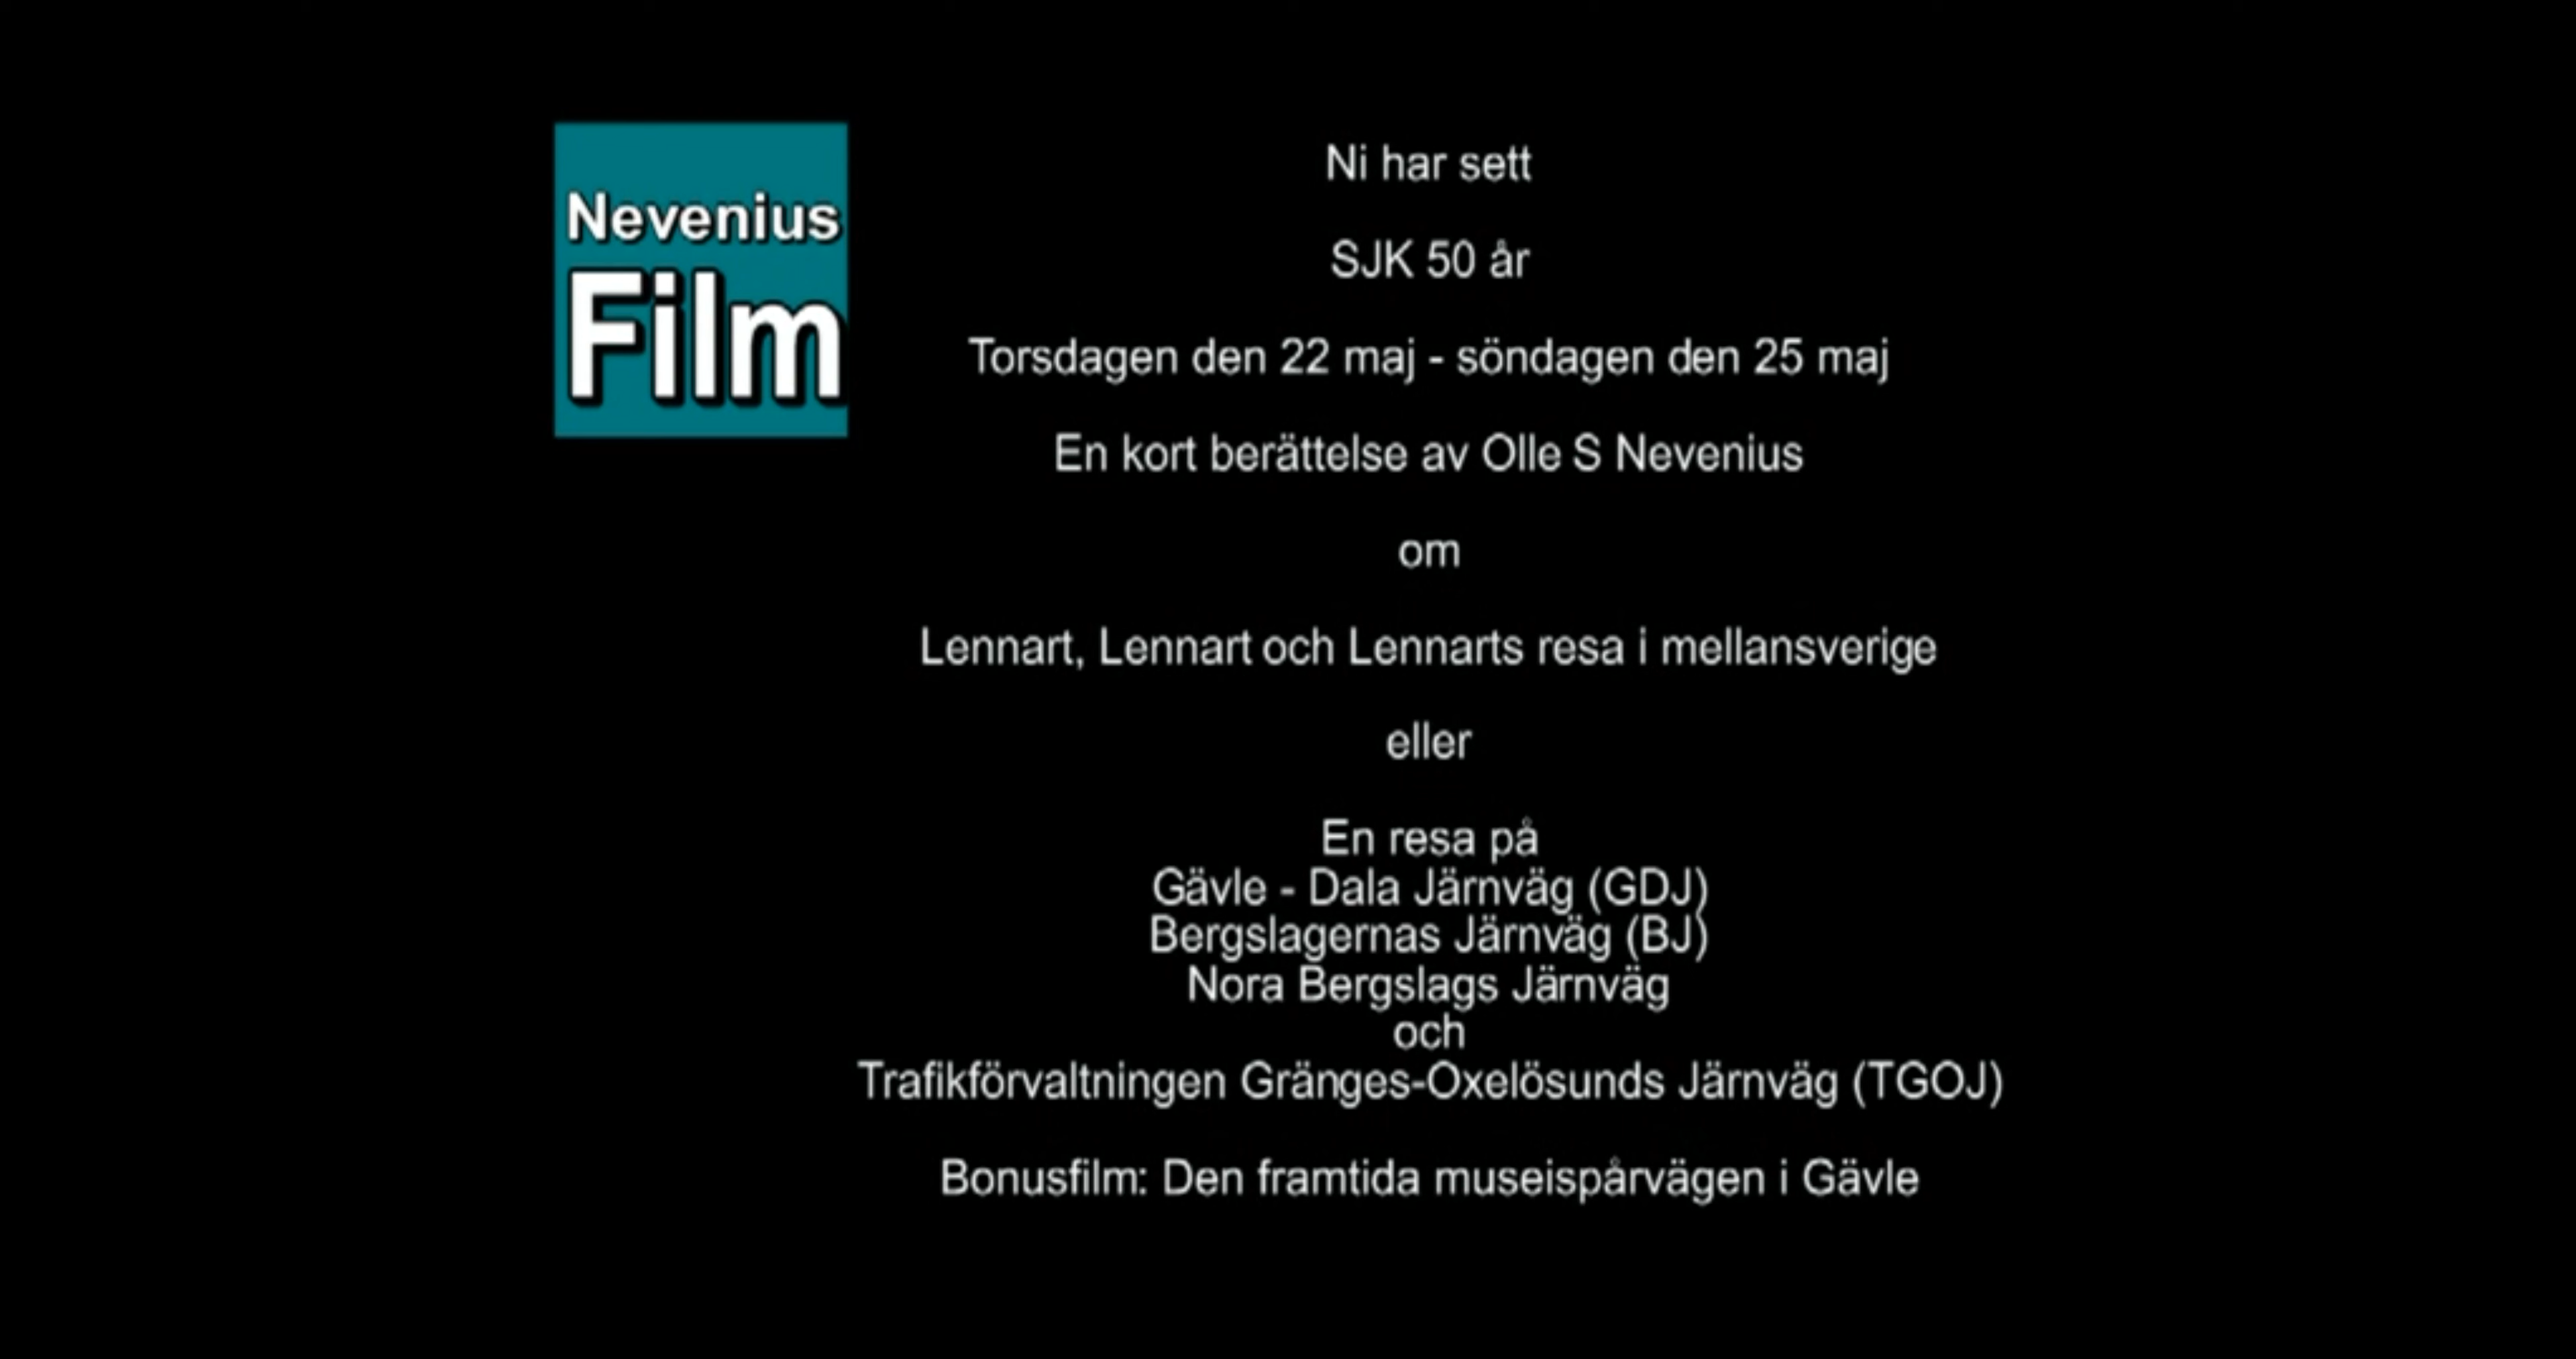 Nevenius
Film
Ni har sett
SJK 50 år
Torsdagen den 22 maj - söndagen den 25 maj
En kort berättelse av Olle S Nevenius
om
Lennart, Lennart och Lennarts resa i mellansverige
eller
En resa på
Gävle - Dala Järnväg (GDJ)
Bergslagernas Järnväg (BJ)
Nora Bergslags Järnväg
och
Trafikförvaltningen Gränges-Oxelösunds Järnväg (TGOJ)
Bonusfilm: Den framtida museispårvägen i Gävle